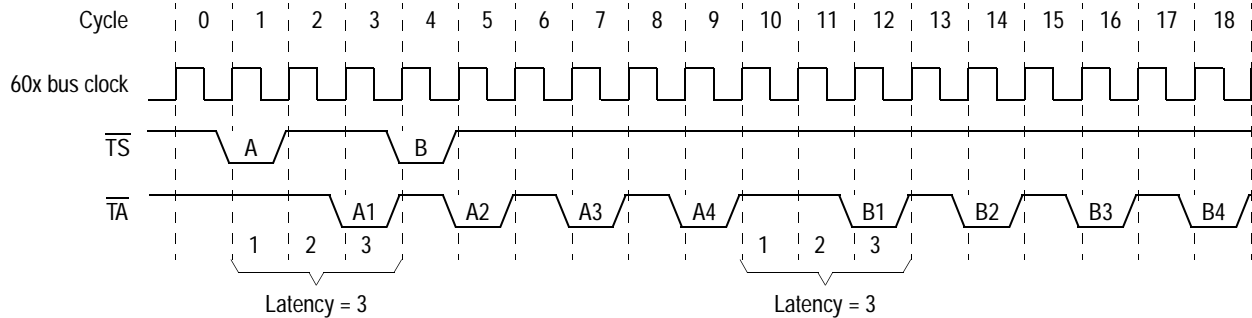 Cycle 0 1 2 3 4 5 6 7 8 9 10 11 12 13 14 15 16 17 18
60x bus clock
TS A B
TA A1 A2 A3 A4 B1 B2 B3 B4
1 2 3 1 2 3
Latency = 3 Latency = 3